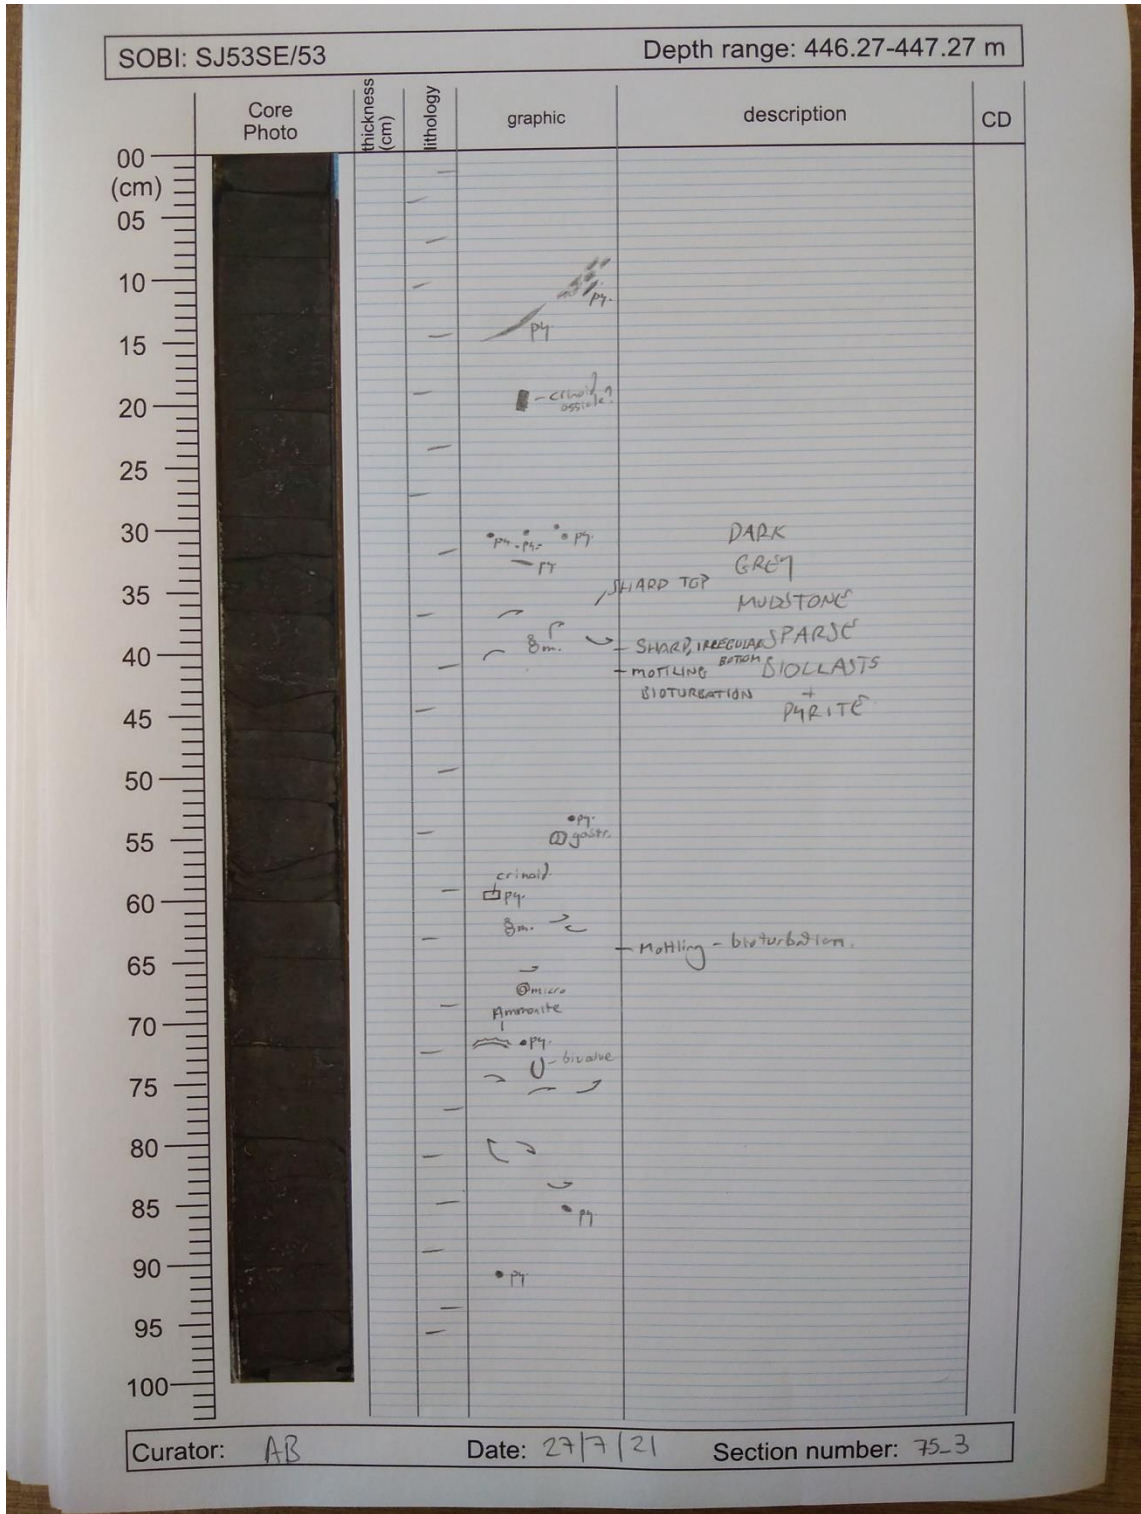 SOBI: SJ53SE/53
Depth range: 446.27-447.27 m
Core Photo
thickness (cm)
lithology
graphic
description
CD
00
(cm)
05
10
py.
15
py
20
- crinoid ossicle?
25
30
py. py. py.
DARK
py
GREY
35
SHARP TOP
MUDSTONE
SPARSE
m.
SHARP, IRREGULAR BOTTOM
40
BIOCLASTS
MOTTLING
BIOTURBATION
+
45
PYRITE
50
py.
55
gastr.
crinoid.
60
py.
m.
Mottling - bioturbation.
65
micro
Ammonite
70
py.
- bivalve
75
80
85
py
90
py
95
100
Curator: AB
Date: 27/7/21
Section number: 75_3